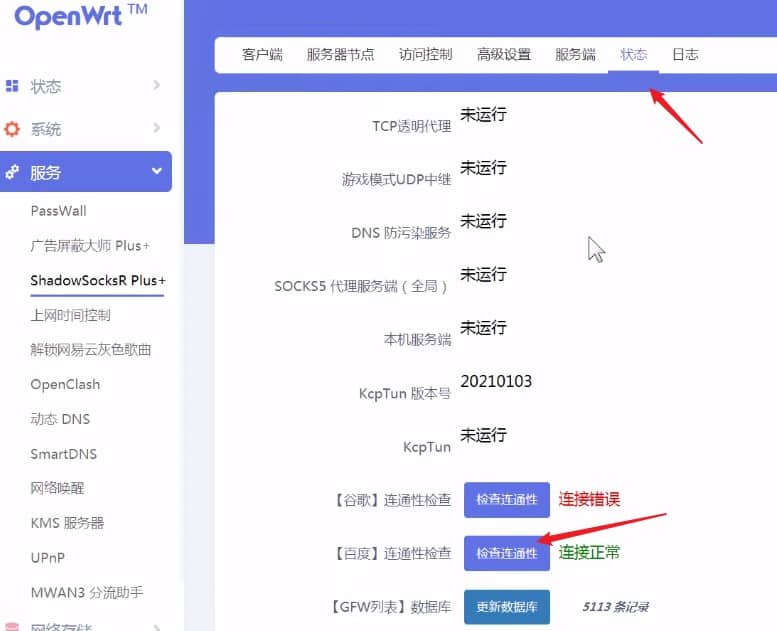 OpenWrt™
客户端 服务器节点 访问控制 高级设置 服务端 状态 日志
状态
系统
服务
PassWall
广告屏蔽大师 Plus+
ShadowSocksR Plus+
上网时间控制
解锁网易云灰色歌曲
OpenClash
动态 DNS
SmartDNS
网络唤醒
KMS 服务器
UPnP
MWAN3 分流助手
网络存储
TCP透明代理 未运行
游戏模式UDP中继 未运行
DNS 防污染服务 未运行
SOCKS5 代理服务端（全局） 未运行
本机服务端 未运行
KcpTun 版本号 20210103
KcpTun 未运行
【谷歌】连通性检查 检查连通性 连接错误
【百度】连通性检查 检查连通性 连接正常
【GFW列表】数据库 更新数据库 5113 条记录